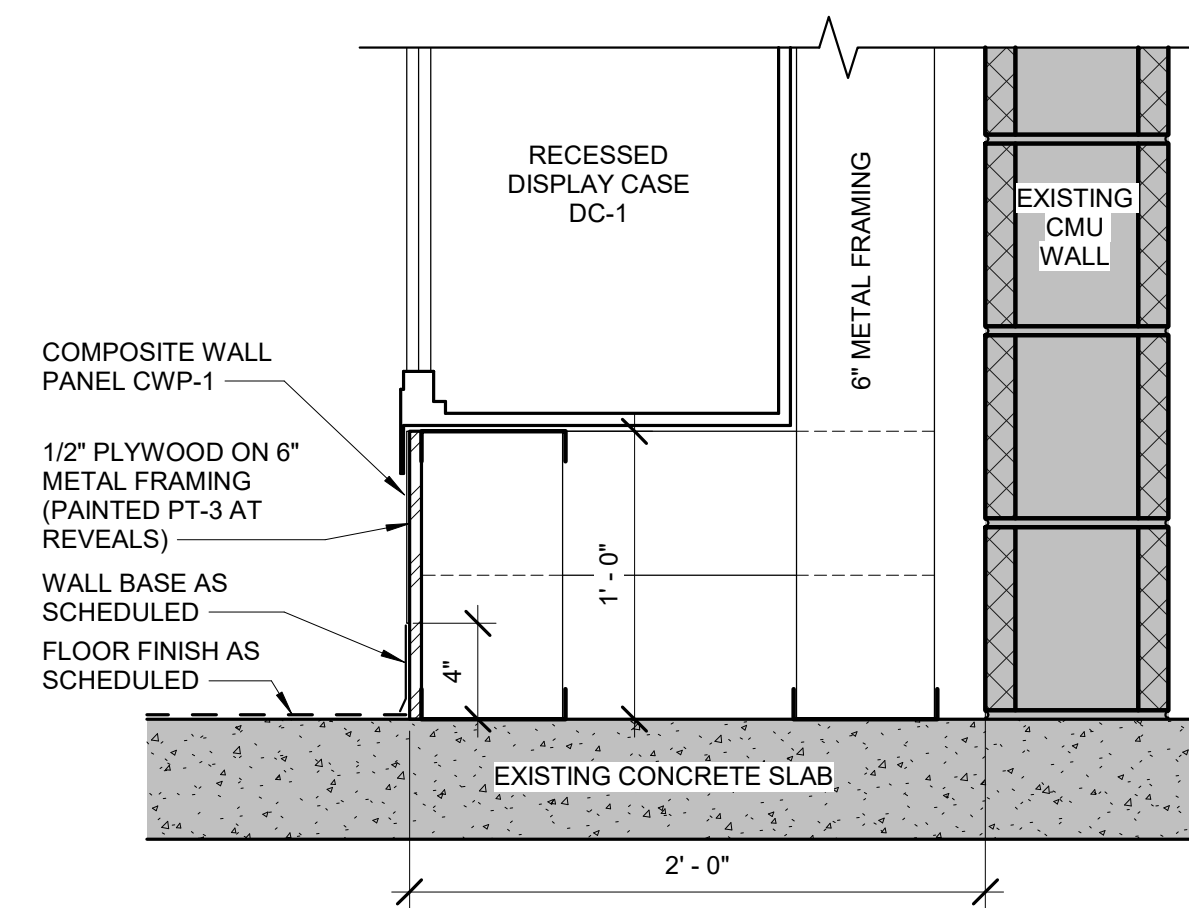 RECESSED
DISPLAY CASE
DC-1
6" METAL FRAMING
EXISTING
CMU
WALL
COMPOSITE WALL
PANEL CWP-1
1/2" PLYWOOD ON 6"
METAL FRAMING
(PAINTED PT-3 AT
REVEALS)
WALL BASE AS
SCHEDULED
FLOOR FINISH AS
SCHEDULED
1' - 0"
4"
EXISTING CONCRETE SLAB
2' - 0"